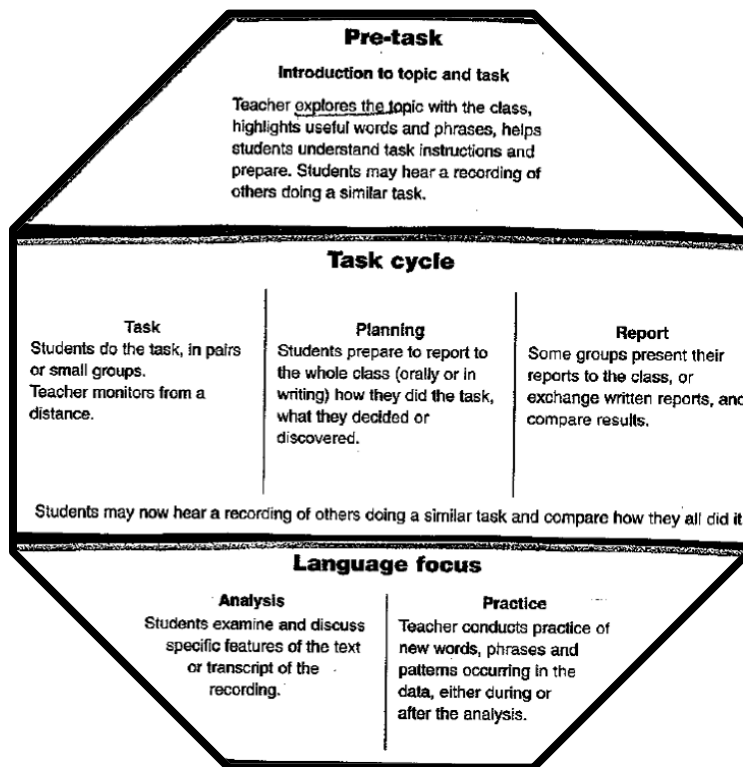 Pre-task
Introduction to topic and task
Teacher explores the topic with the class,
highlights useful words and phrases, helps
students understand task instructions and
prepare. Students may hear a recording of
others doing a similar task.
Task cycle
Task
Students do the task, in pairs
or small groups.
Teacher monitors from a
distance.
Planning
Students prepare to report to
the whole class (orally or in
writing) how they did the task,
what they decided or
discovered.
Report
Some groups present their
reports to the class, or
exchange written reports, and
compare results.
Students may now hear a recording of others doing a similar task and compare how they all did it
Language focus
Analysis
Students examine and discuss
specific features of the text
or transcript of the
recording.
Practice
Teacher conducts practice of
new words, phrases and
patterns occurring in the
data, either during or
after the analysis.